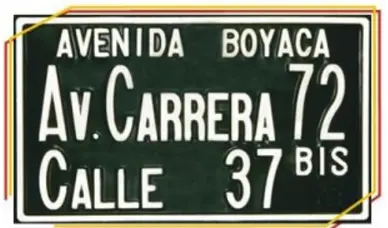 AVENIDA BOYACA
AV. CARRERA 72
CALLE 37 BIS